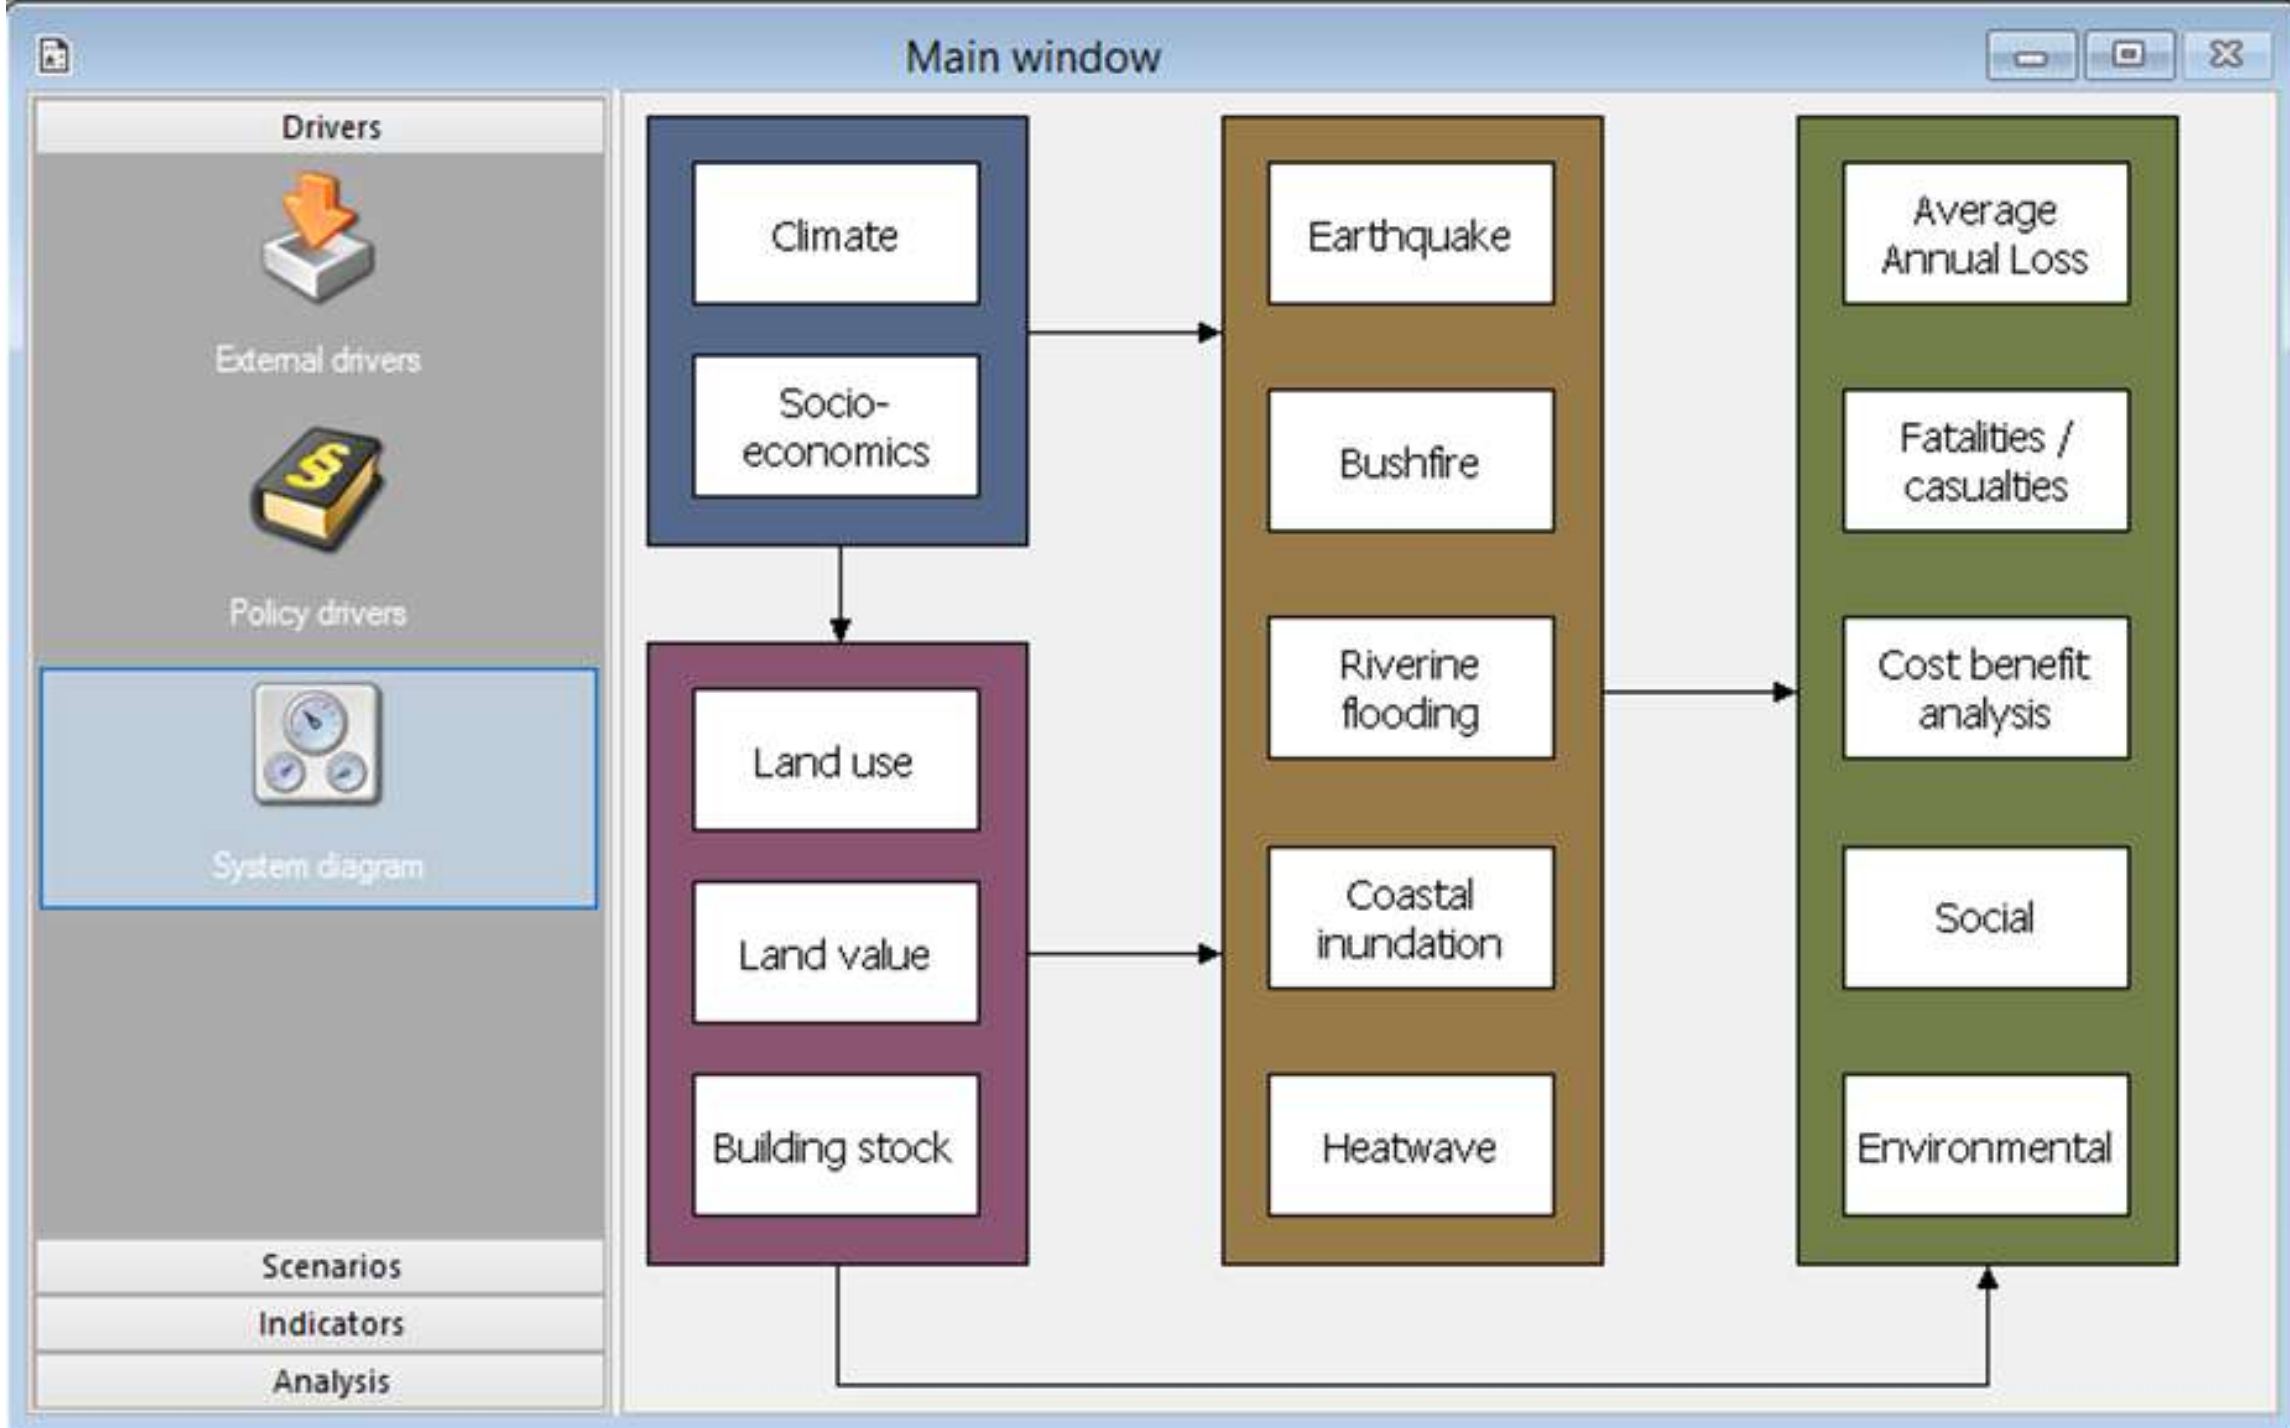 Main window
Drivers
External drivers
Policy drivers
System diagram
Scenarios
Indicators
Analysis
Climate
Socio-
economics
Land use
Land value
Building stock
Earthquake
Bushfire
Riverine
flooding
Coastal
inundation
Heatwave
Average
Annual Loss
Fatalities /
casualties
Cost benefit
analysis
Social
Environmental